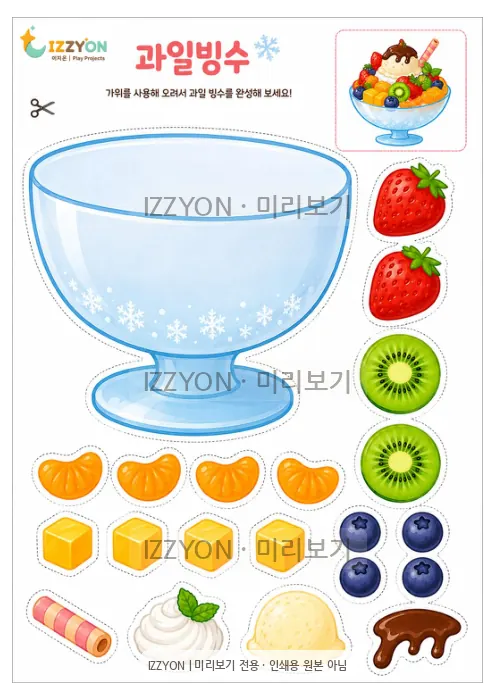 IZZYON
이지온 | Play Projects
과일빙수
가위를 사용해 오려서 과일 빙수를 완성해 보세요!
IZZYON · 미리보기
IZZYON · 미리보기
IZZYON · 미리보기
IZZYON | 미리보기 전용 · 인쇄용 원본 아님